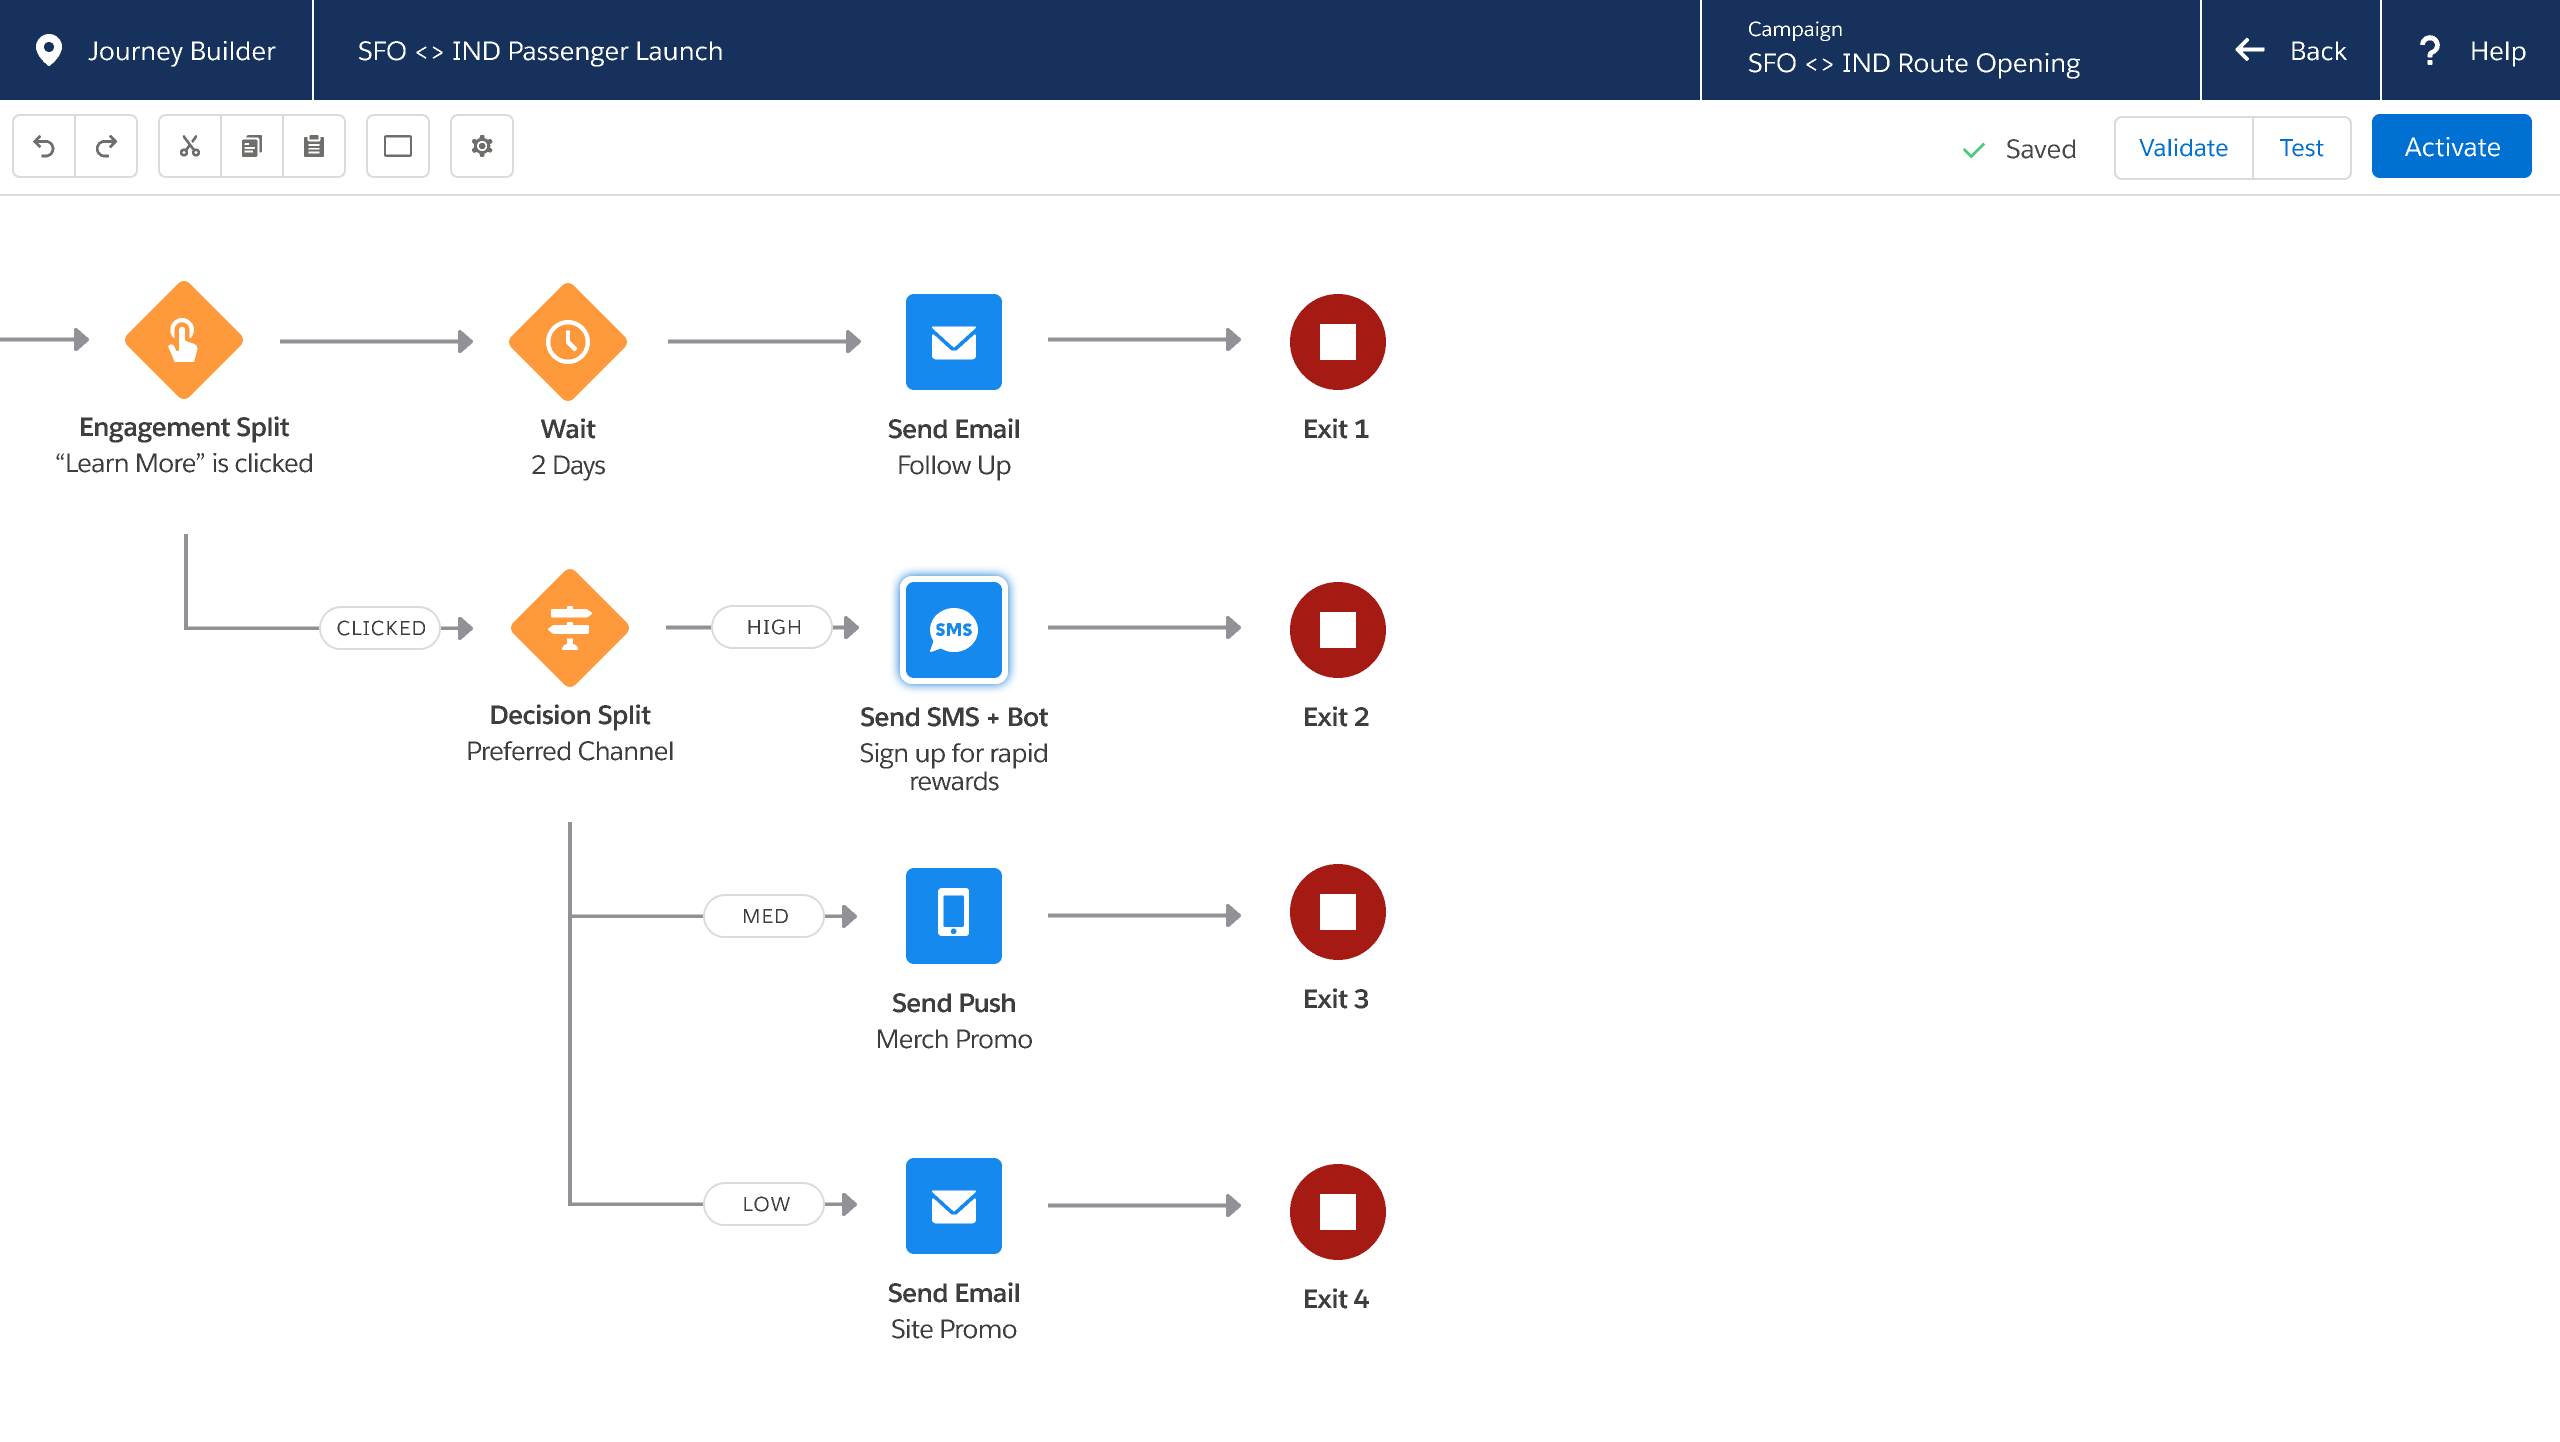 Journey Builder
SFO <> IND Passenger Launch
Campaign
SFO <> IND Route Opening
Back
Help
Saved
Validate
Test
Activate
Engagement Split
“Learn More” is clicked
Wait
2 Days
Send Email
Follow Up
Exit 1
CLICKED
HIGH
SMS
Decision Split
Preferred Channel
Send SMS + Bot
Sign up for rapid
rewards
Exit 2
MED
Send Push
Merch Promo
Exit 3
LOW
Send Email
Site Promo
Exit 4